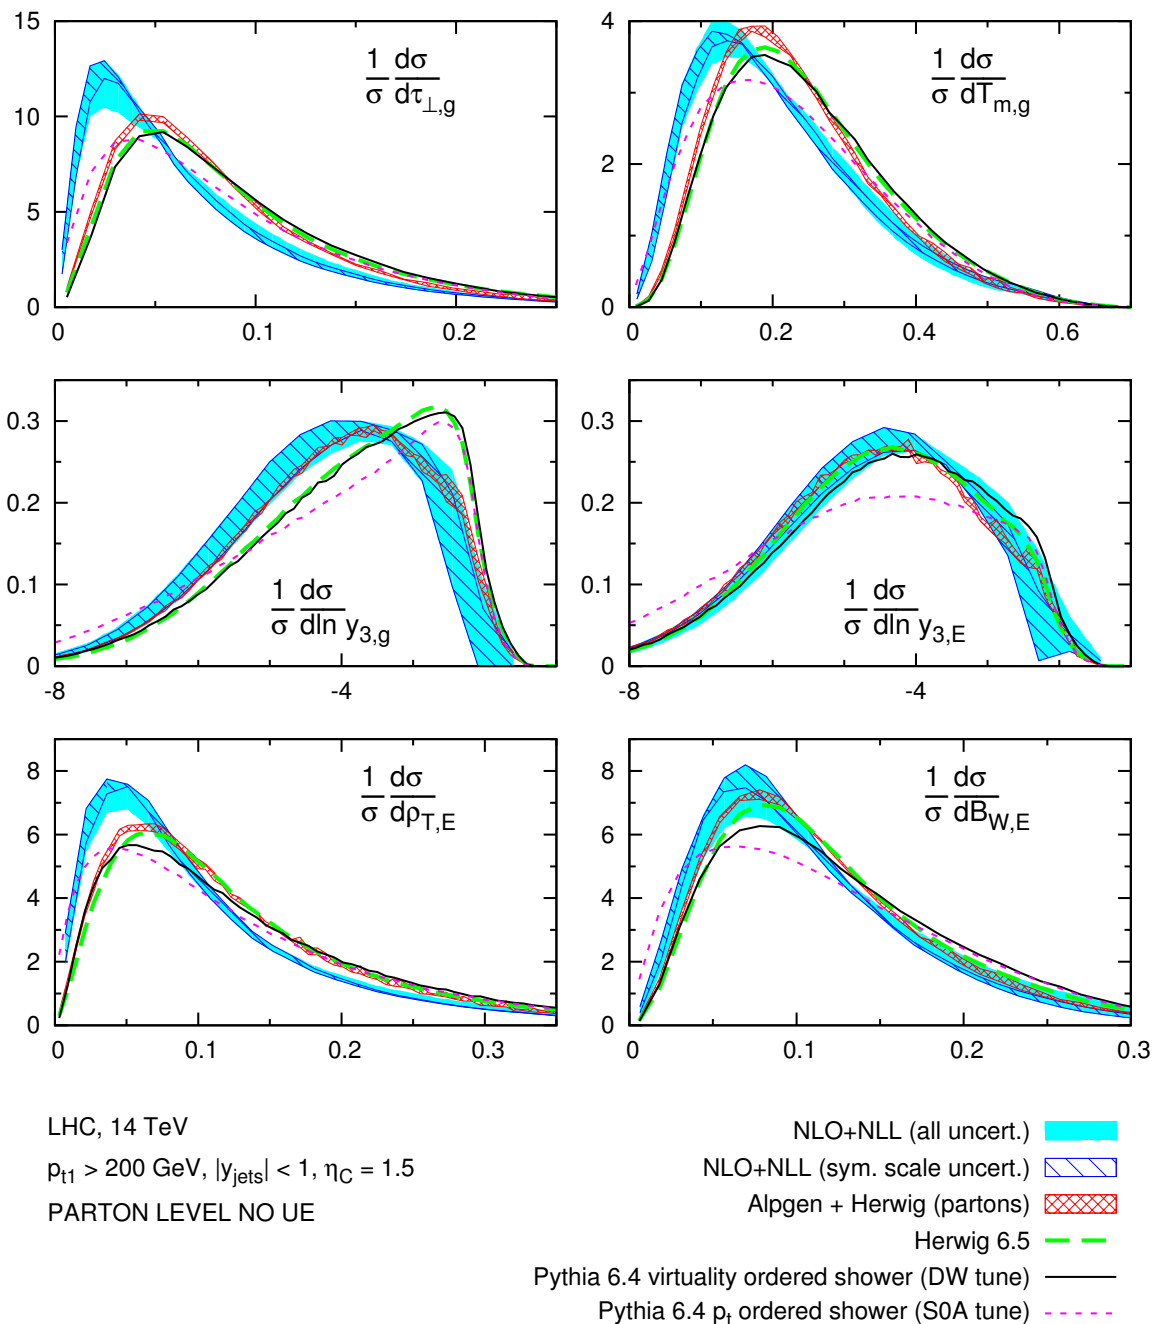 15
10
5
0
0
0.1
0.2
1 dσ
σ dτ⊥,g
4
2
0
0
0.2
0.4
0.6
1 dσ
σ dTm,g
0.3
0.2
0.1
0
-8
-4
1 dσ
σ dln y3,g
0.3
0.2
0.1
0
-8
-4
1 dσ
σ dln y3,E
8
6
4
2
0
0
0.1
0.2
0.3
1 dσ
σ dρT,E
8
6
4
2
0
0
0.1
0.2
0.3
1 dσ
σ dBW,E
LHC, 14 TeV
pt1 > 200 GeV, |yjets| < 1, ηC = 1.5
PARTON LEVEL NO UE
NLO+NLL (all uncert.)
NLO+NLL (sym. scale uncert.)
Alpgen + Herwig (partons)
Herwig 6.5
Pythia 6.4 virtuality ordered shower (DW tune)
Pythia 6.4 pt ordered shower (S0A tune)